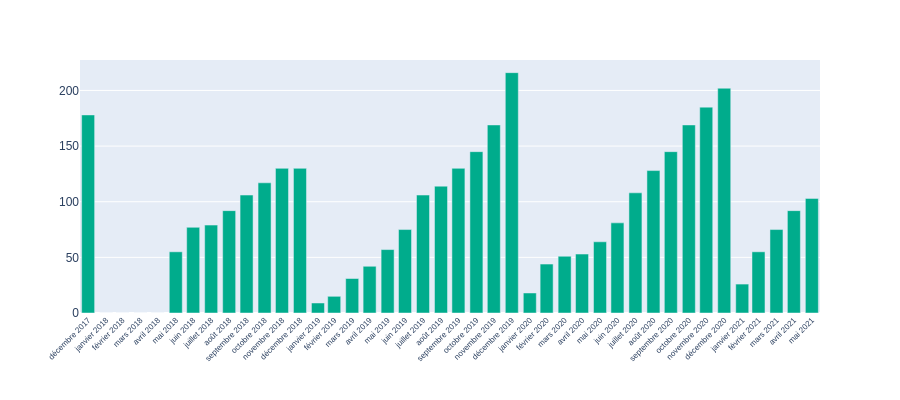 200
150
100
50
0
décembre 2017
janvier 2018
février 2018
mars 2018
avril 2018
mai 2018
juin 2018
juillet 2018
août 2018
septembre 2018
octobre 2018
novembre 2018
décembre 2018
janvier 2019
février 2019
mars 2019
avril 2019
mai 2019
juin 2019
juillet 2019
août 2019
septembre 2019
octobre 2019
novembre 2019
décembre 2019
janvier 2020
février 2020
mars 2020
avril 2020
mai 2020
juin 2020
juillet 2020
août 2020
septembre 2020
octobre 2020
novembre 2020
décembre 2020
janvier 2021
février 2021
mars 2021
avril 2021
mai 2021